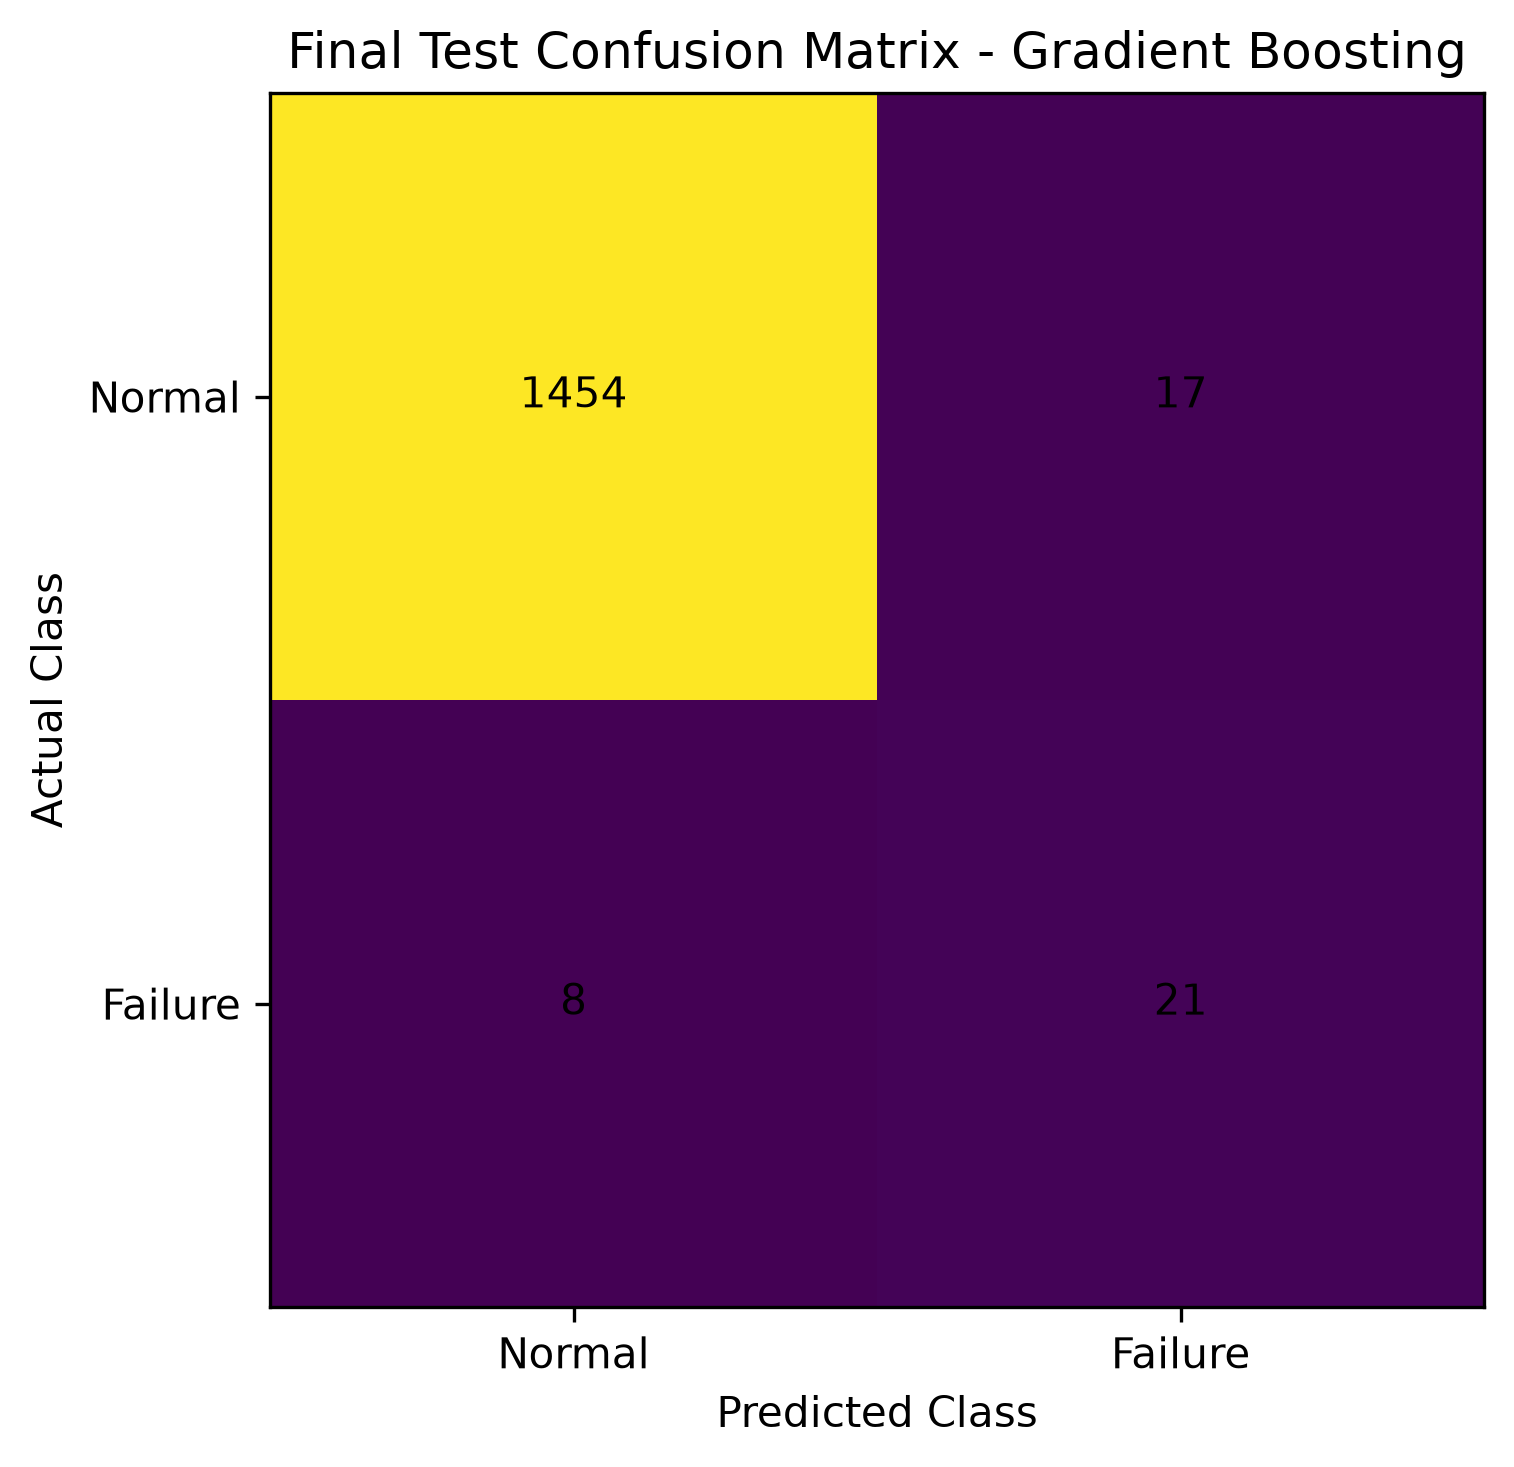 Final Test Confusion Matrix - Gradient Boosting
Actual Class
Normal
1454
17
Failure
8
21
Normal
Failure
Predicted Class